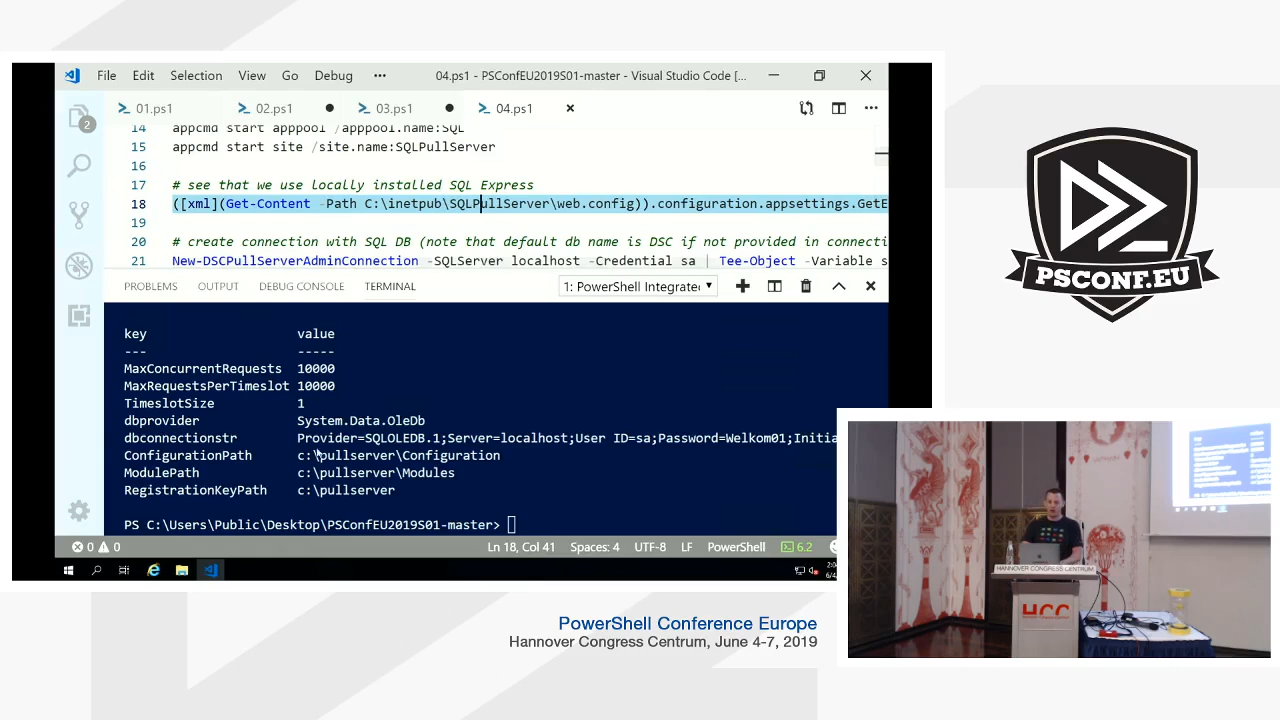 File Edit Selection View Go Debug ••• 04.ps1 - PSConfEU2019S01-master - Visual Studio Code [...
01.ps1 02.ps1 03.ps1 04.ps1
2
14 appcmd start apppool /apppool.name:SQL
15 appcmd start site /site.name:SQLPullServer
16
17 # see that we use locally installed SQL Express
18 ([xml](Get-Content -Path C:\inetpub\SQLPullServer\web.config)).configuration.appsettings.GetE
19
20 # create connection with SQL DB (note that default db name is DSC if not provided in connecti
21 New-DSCPullServerAdminConnection -SQLServer localhost -Credential sa | Tee-Object -Variable s
PROBLEMS OUTPUT DEBUG CONSOLE TERMINAL 1: PowerShell Integrate
key value
--- -----
MaxConcurrentRequests 10000
MaxRequestsPerTimeslot 10000
TimeslotSize 1
dbprovider System.Data.OleDb
dbconnectionstr Provider=SQLOLEDB.1;Server=localhost;User ID=sa;Password=Welkom01;Initia
ConfigurationPath c:\pullserver\Configuration
ModulePath c:\pullserver\Modules
RegistrationKeyPath c:\pullserver
PS C:\Users\Public\Desktop\PSConfEU2019S01-master>
0 0 Ln 18, Col 41 Spaces: 4 UTF-8 LF PowerShell 6.2
PSCONF.EU
HANNOVER CONGRESS CENTRUM
HCC
PowerShell Conference Europe
Hannover Congress Centrum, June 4-7, 2019